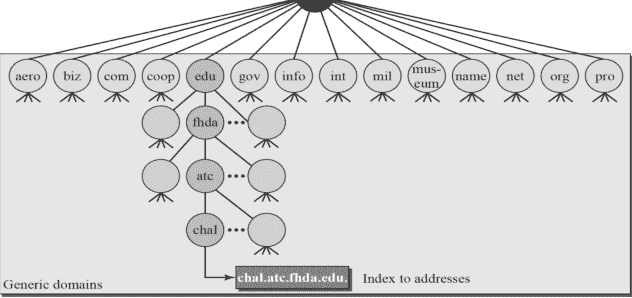 aero biz com coop edu gov info int mil mus-
eum name net org pro
fhda
atc
chal
chal.atc.fhda.edu.
Index to addresses
Generic domains